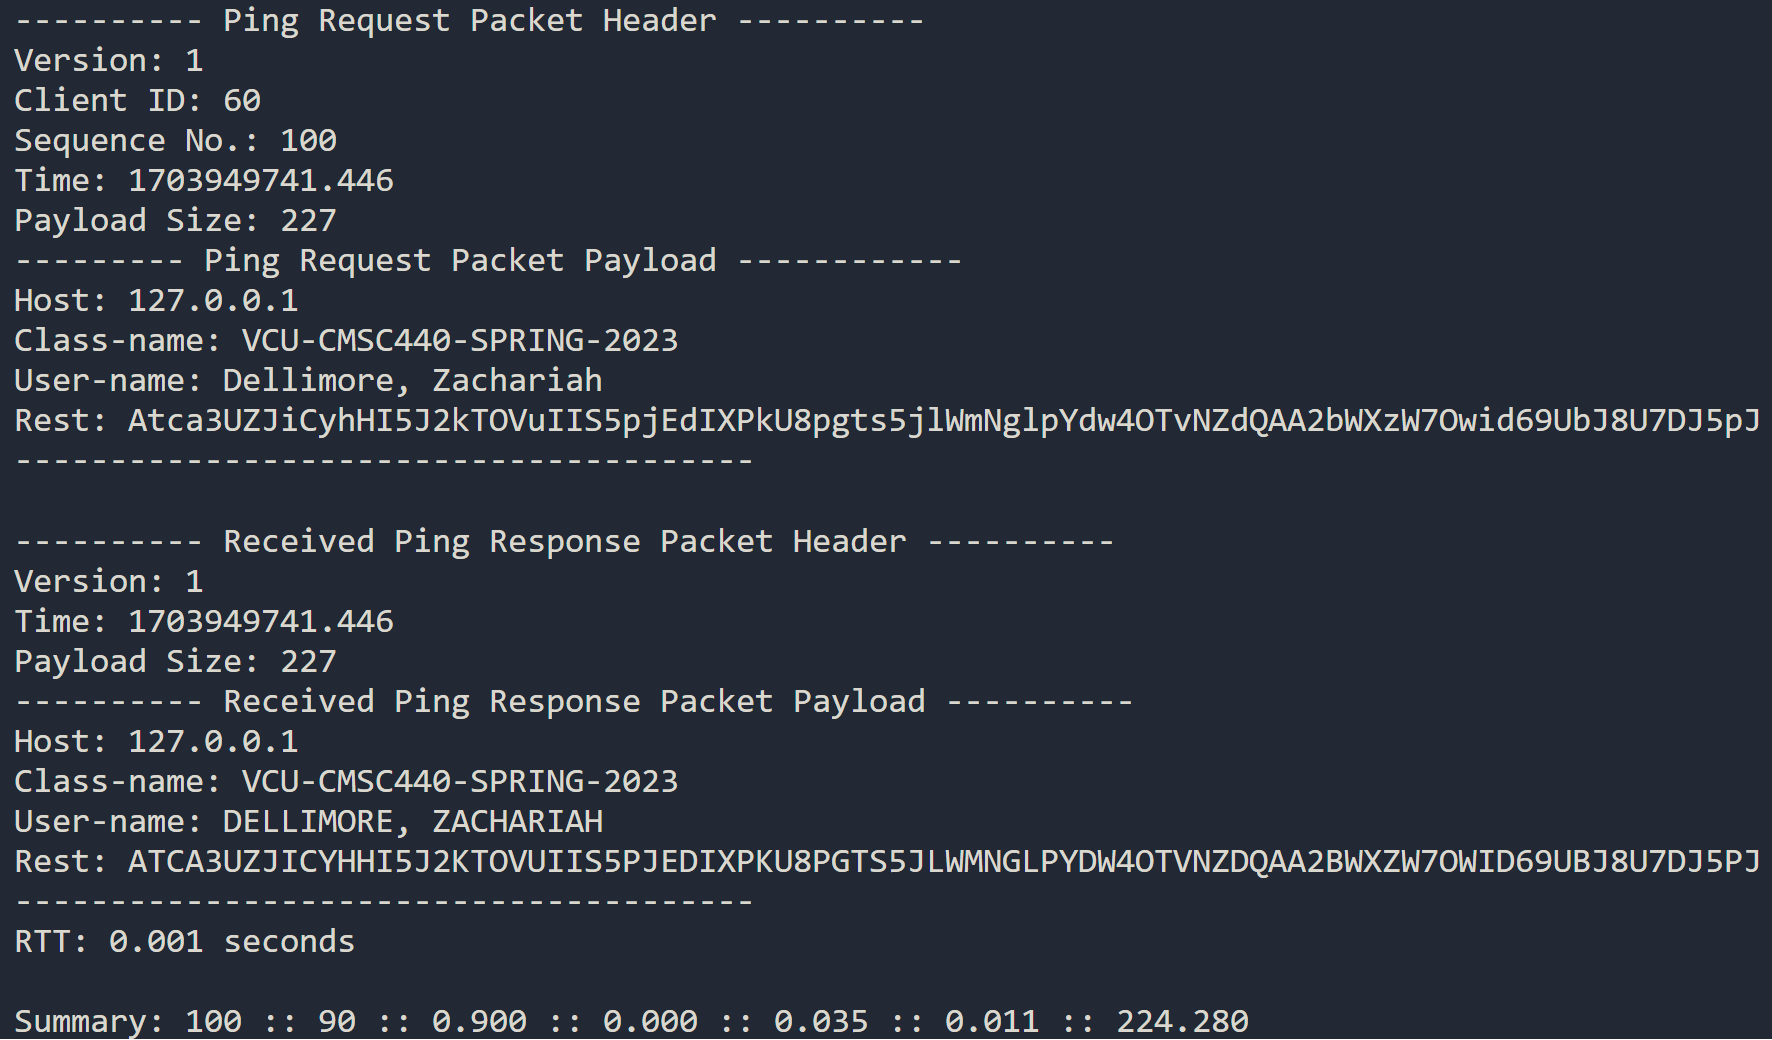 ---------- Ping Request Packet Header ----------
Version: 1
Client ID: 60
Sequence No.: 100
Time: 1703949741.446
Payload Size: 227
--------- Ping Request Packet Payload ------------
Host: 127.0.0.1
Class-name: VCU-CMSC440-SPRING-2023
User-name: Dellimore, Zachariah
Rest: Atca3UZJiCyhHI5J2kTOVuIIS5pjEdIXPkU8pgts5jlWmNglpYdw4OTvNZdQAA2bWXzW7Owid69UbJ8U7DJ5pJ
---------------------------------------

---------- Received Ping Response Packet Header ----------
Version: 1
Time: 1703949741.446
Payload Size: 227
---------- Received Ping Response Packet Payload ----------
Host: 127.0.0.1
Class-name: VCU-CMSC440-SPRING-2023
User-name: DELLIMORE, ZACHARIAH
Rest: ATCA3UZJICYHHI5J2KTOVUIIS5PJEDIXPKU8PGTS5JLWMNGLPYDW4OTVNZDQAA2BWXZW7OWID69UBJ8U7DJ5PJ
---------------------------------------
RTT: 0.001 seconds

Summary: 100 :: 90 :: 0.900 :: 0.000 :: 0.035 :: 0.011 :: 224.280